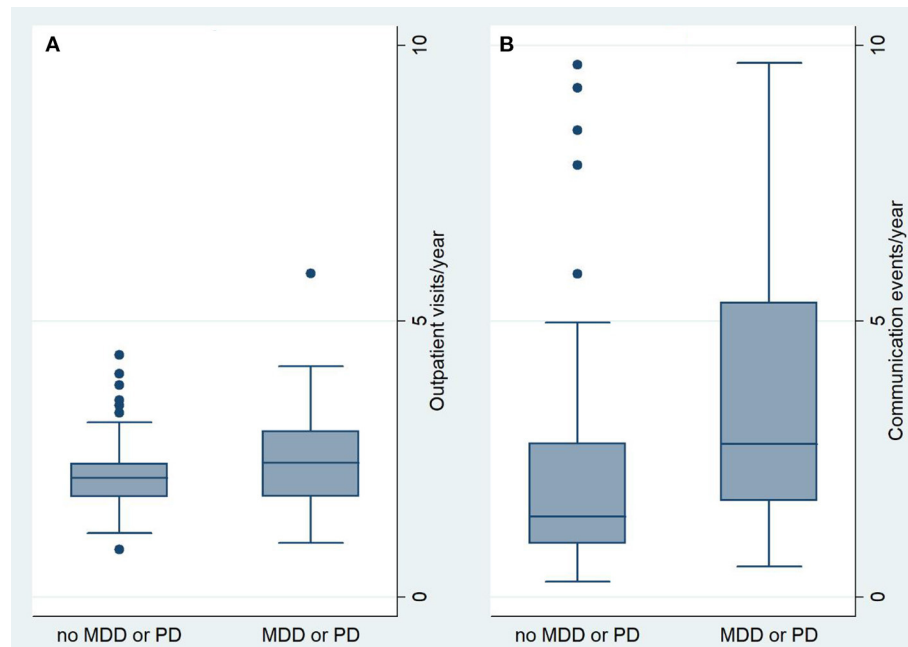 A
10
5
0
Outpatient visits/year
no MDD or PD
MDD or PD
B
10
5
0
Communication events/year
no MDD or PD
MDD or PD